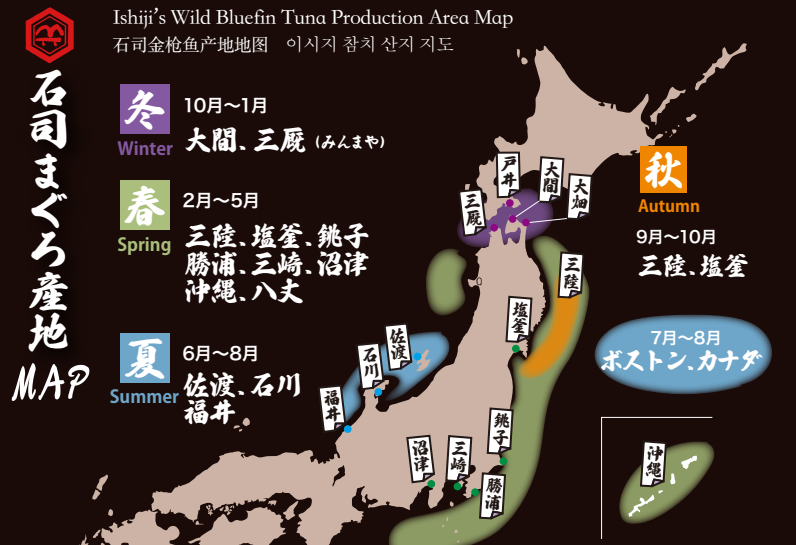 Ishiji's Wild Bluefin Tuna Production Area Map
石司金枪鱼产地地图 이시지 참치 산지 지도
石司まぐろ産地
MAP
冬
Winter
10月～1月
大間、三厩(みんまや)
春
Spring
2月～5月
三陸、塩釜、銚子
勝浦、三崎、沼津
沖縄、八丈
夏
Summer
6月～8月
佐渡、石川
福井
秋
Autumn
9月～10月
三陸、塩釜
7月～8月
ボストン、カナダ
戸井
大間
大畑
三厩
三陸
塩釜
佐渡
石川
福井
銚子
沼津
三崎
勝浦
沖縄